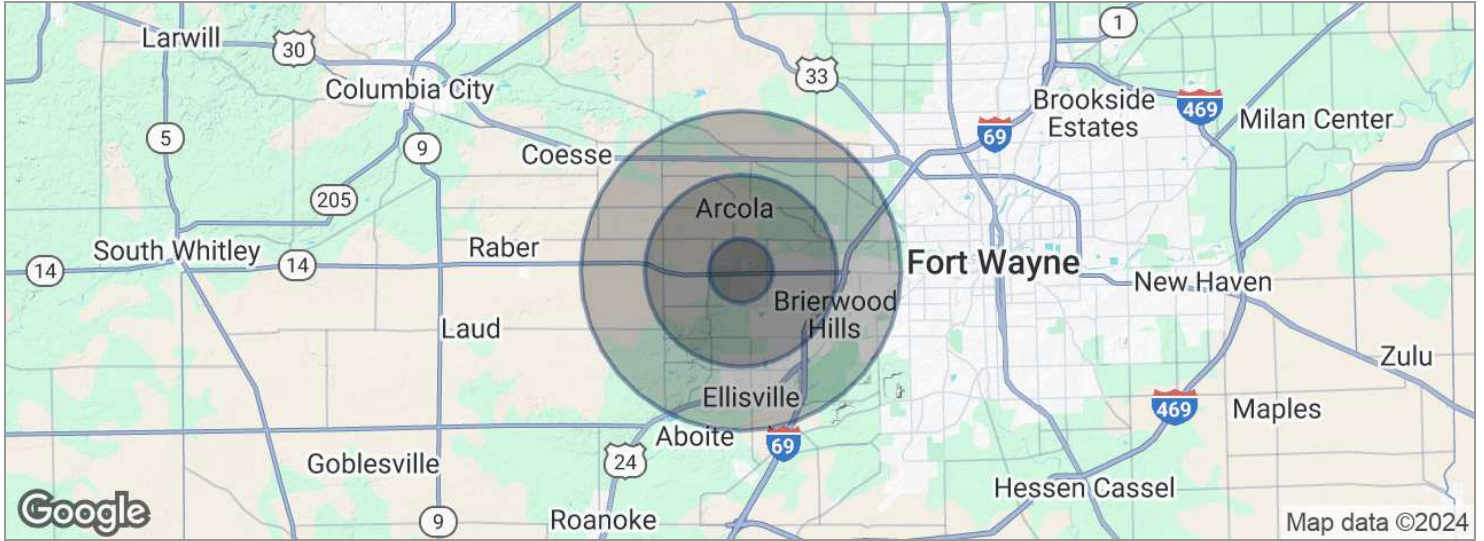 1
Larwill
30
33
Columbia City
Brookside
Estates
469
Milan Center
69
5
9
Coesse
205
Arcola
South Whitley
14
14
Raber
Fort Wayne
New Haven
Brierwood
Hills
Laud
Zulu
Ellisville
469
Maples
Aboite
69
24
Goblesville
Hessen Cassel
Google
9
Roanoke
Map data ©2024